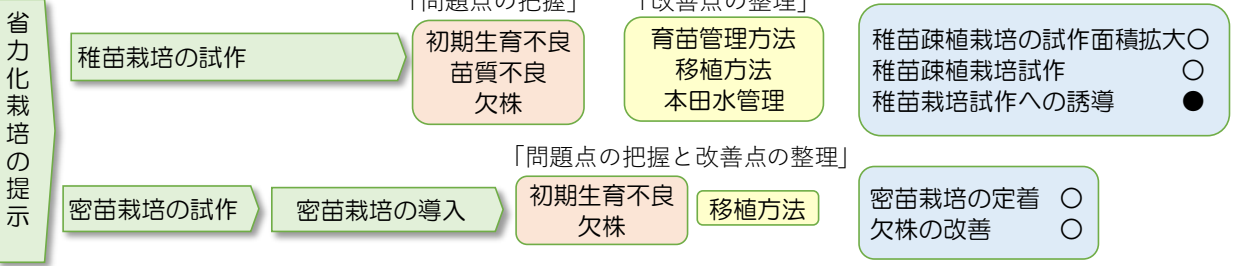 省力化栽培の提示
「問題点の把握」
「改善点の整理」
稚苗栽培の試作
初期生育不良
苗質不良
欠株
育苗管理方法
移植方法
本田水管理
稚苗疎植栽培の試作面積拡大〇
稚苗疎植栽培試作 〇
稚苗栽培試作への誘導 ●
「問題点の把握と改善点の整理」
密苗栽培の試作
密苗栽培の導入
初期生育不良
欠株
移植方法
密苗栽培の定着 〇
欠株の改善 〇